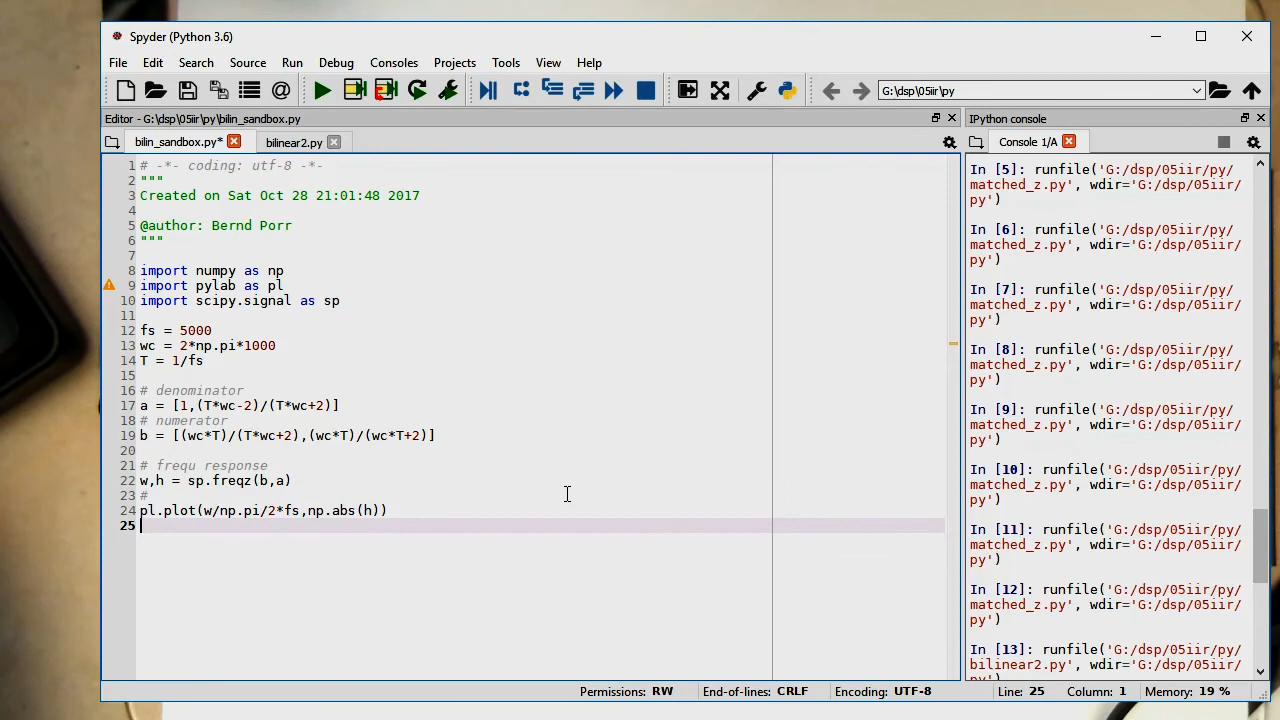 Spyder (Python 3.6)
File Edit Search Source Run Debug Consoles Projects Tools View Help
G:\dsp\05iir\py
Editor - G:\dsp\05iir\py\bilin_sandbox.py
bilin_sandbox.py*
bilinear2.py
1 # -*- coding: utf-8 -*-
2 """
3 Created on Sat Oct 28 21:01:48 2017
4
5 @author: Bernd Porr
6 """
7
8 import numpy as np
9 import pylab as pl
10 import scipy.signal as sp
11
12 fs = 5000
13 wc = 2*np.pi*1000
14 T = 1/fs
15
16 # denominator
17 a = [1,(T*wc-2)/(T*wc+2)]
18 # numerator
19 b = [(wc*T)/(T*wc+2),(wc*T)/(wc*T+2)]
20
21 # frequ response
22 w,h = sp.freqz(b,a)
23 #
24 pl.plot(w/np.pi/2*fs,np.abs(h))
25
IPython console
Console 1/A
In [5]: runfile('G:/dsp/05iir/py/
matched_z.py', wdir='G:/dsp/05iir/
py')
In [6]: runfile('G:/dsp/05iir/py/
matched_z.py', wdir='G:/dsp/05iir/
py')
In [7]: runfile('G:/dsp/05iir/py/
matched_z.py', wdir='G:/dsp/05iir/
py')
In [8]: runfile('G:/dsp/05iir/py/
matched_z.py', wdir='G:/dsp/05iir/
py')
In [9]: runfile('G:/dsp/05iir/py/
matched_z.py', wdir='G:/dsp/05iir/
py')
In [10]: runfile('G:/dsp/05iir/py/
matched_z.py', wdir='G:/dsp/05iir/
py')
In [11]: runfile('G:/dsp/05iir/py/
matched_z.py', wdir='G:/dsp/05iir/
py')
In [12]: runfile('G:/dsp/05iir/py/
matched_z.py', wdir='G:/dsp/05iir/
py')
In [13]: runfile('G:/dsp/05iir/py/
bilinear2.py', wdir='G:/dsp/05iir/
py')
Permissions: RW End-of-lines: CRLF Encoding: UTF-8 Line: 25 Column: 1 Memory: 19 %